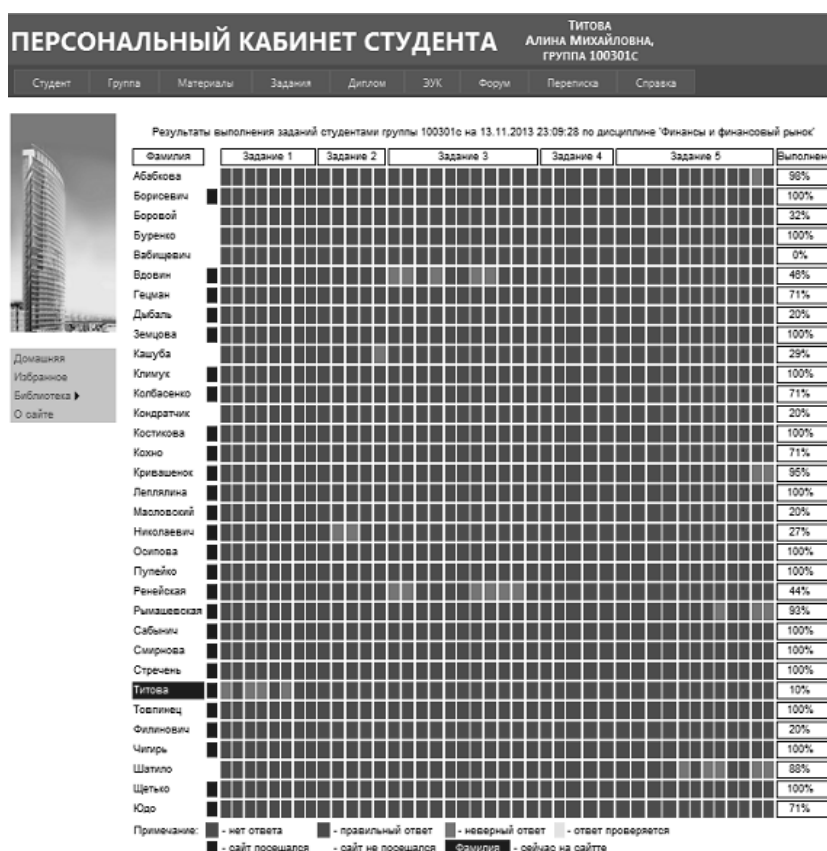 ПЕРСОНАЛЬНЫЙ КАБИНЕТ СТУДЕНТА
ТИТОВА
АЛИНА МИХАЙЛОВНА,
ГРУППА 100301С
Студент Группа Материалы Задания Диплом ЭУК Форум Переписка Справка
Результаты выполнения заданий студентами группы 100301с на 13.11.2013 23:09:28 по дисциплине 'Финансы и финансовый рынок'
Фамилия Задание 1 Задание 2 Задание 3 Задание 4 Задание 5 Выполнен
Абабкова 98%
Борисевич 100%
Боровой 32%
Буренко 100%
Вабищевич 0%
Вдовин 46%
Гецман 71%
Дыбаль 20%
Земцова 100%
Кашуба 29%
Климук 100%
Колбасенко 71%
Кондратчик 20%
Костикова 100%
Кохно 71%
Кривашенок 95%
Леплялина 100%
Масловский 20%
Николаевич 27%
Осипова 100%
Пупейко 100%
Ренейская 44%
Рымашевская 93%
Сабынич 100%
Смирнова 100%
Стречень 100%
Титова 10%
Товпинец 100%
Филинович 20%
Чигирь 100%
Шатило 88%
Щетько 100%
Юдо 71%
Домашняя
Избранное
Библиотека
О сайте
Примечание: - нет ответа - правильный ответ - неверный ответ - ответ проверяется
- сайт посещался - сайт не посещался Фамилия - сейчас на сайтте